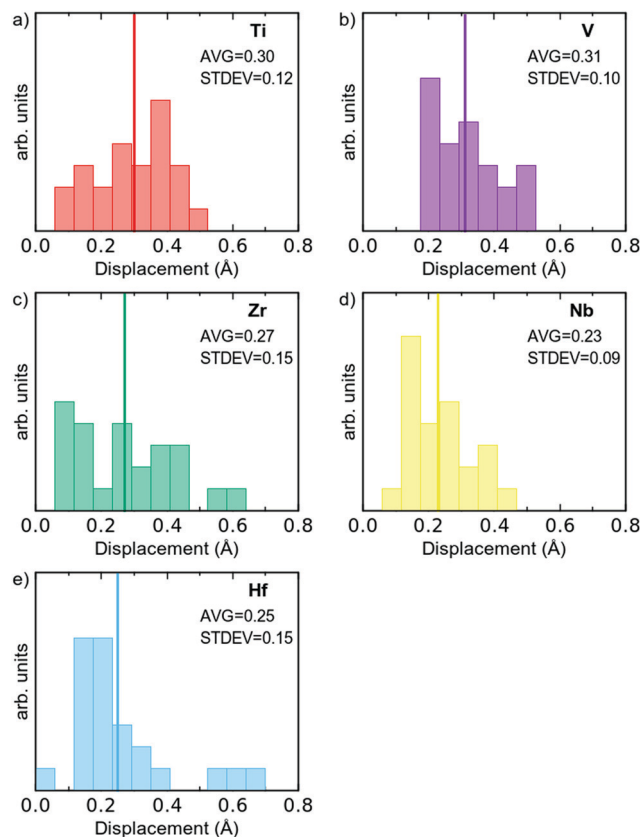 a)
Ti
AVG=0.30
STDEV=0.12
arb. units
0.0 0.2 0.4 0.6 0.8
Displacement (Å)
b)
V
AVG=0.31
STDEV=0.10
arb. units
0.0 0.2 0.4 0.6 0.8
Displacement (Å)
c)
Zr
AVG=0.27
STDEV=0.15
arb. units
0.0 0.2 0.4 0.6 0.8
Displacement (Å)
d)
Nb
AVG=0.23
STDEV=0.09
arb. units
0.0 0.2 0.4 0.6 0.8
Displacement (Å)
e)
Hf
AVG=0.25
STDEV=0.15
arb. units
0.0 0.2 0.4 0.6 0.8
Displacement (Å)